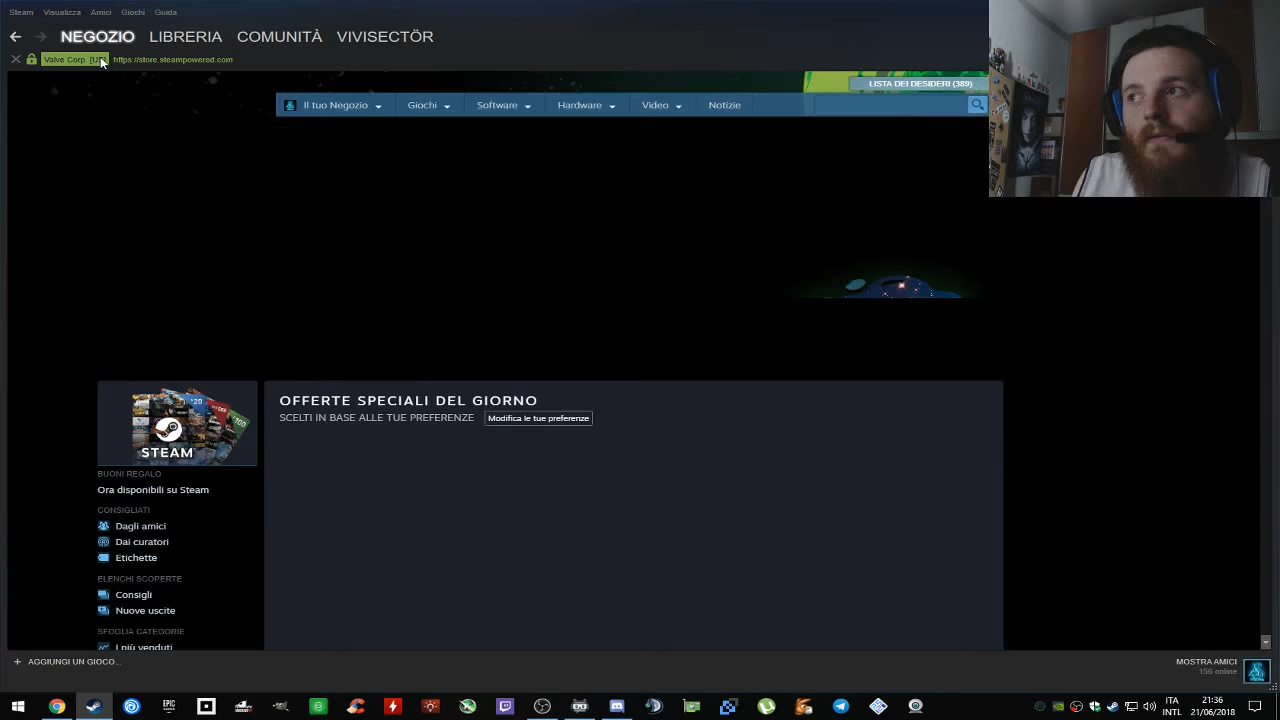 Steam Visualizza Amici Giochi Guida
NEGOZIO LIBRERIA COMUNITÀ VIVISECTÖR
Valve Corp. [US] https://store.steampowered.com
LISTA DEI DESIDERI (389)
Il tuo Negozio Giochi Software Hardware Video Notizie
OFFERTE SPECIALI DEL GIORNO
SCELTI IN BASE ALLE TUE PREFERENZE Modifica le tue preferenze
STEAM
BUONI REGALO
Ora disponibili su Steam
CONSIGLIATI
Dagli amici
Dai curatori
Etichette
ELENCHI SCOPERTE
Consigli
Nuove uscite
SFOGLIA CATEGORIE
I più venduti
+ AGGIUNGI UN GIOCO...
MOSTRA AMICI
156 online
EPIC GAMES
ITA
INTL
21:36
21/06/2018